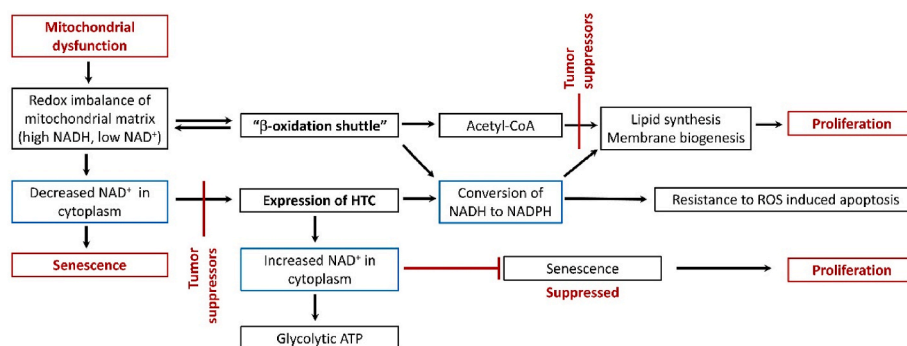 Mitochondrial
dysfunction
Tumor
suppressors
Redox imbalance of
mitochondrial matrix
(high NADH, low NAD⁺)
"β-oxidation shuttle"
Acetyl-CoA
Lipid synthesis
Membrane biogenesis
Proliferation
Decreased NAD⁺ in
cytoplasm
Expression of HTC
Conversion of
NADH to NADPH
Resistance to ROS induced apoptosis
Tumor
suppressors
Senescence
Increased NAD⁺ in
cytoplasm
Senescence
Suppressed
Proliferation
Glycolytic ATP